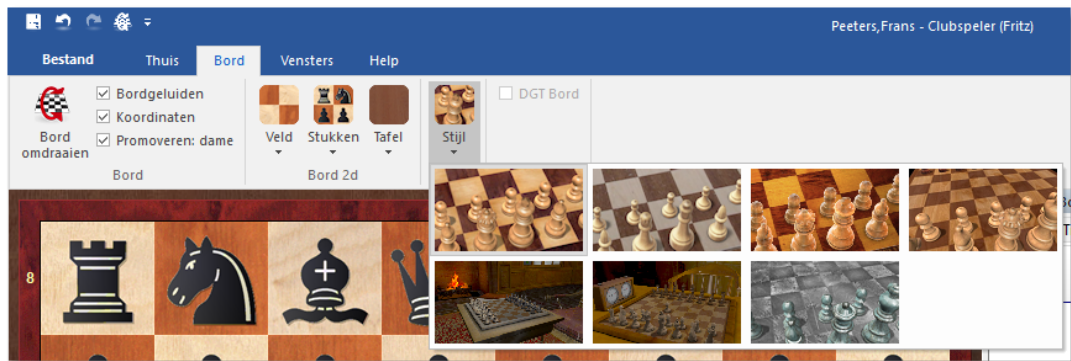 Peeters,Frans - Clubspeler (Fritz)
Bestand Thuis Bord Vensters Help
Bord omdraaien
Bordgeluiden
Koordinaten
Promoveren: dame
Bord
Veld Stukken Tafel
Bord 2d
Stijl
DGT Bord
8